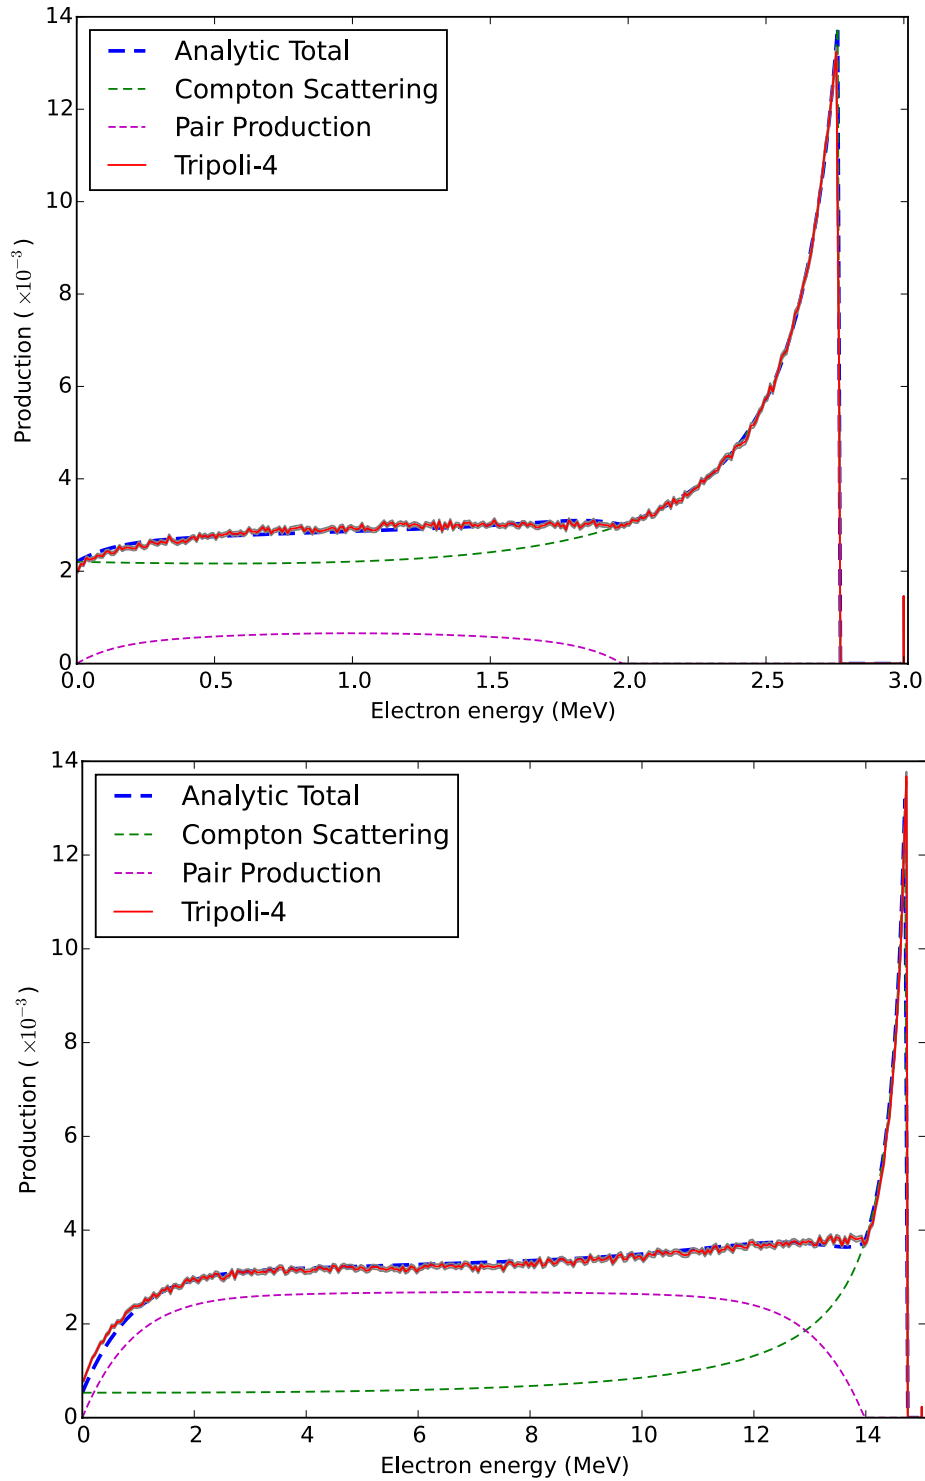 14
12
10
8
6
4
2
0
Production ( ×10⁻³)
Analytic Total
Compton Scattering
Pair Production
Tripoli-4
0.0 0.5 1.0 1.5 2.0 2.5 3.0
Electron energy (MeV)
14
12
10
8
6
4
2
0
Production ( ×10⁻³)
Analytic Total
Compton Scattering
Pair Production
Tripoli-4
0 2 4 6 8 10 12 14
Electron energy (MeV)